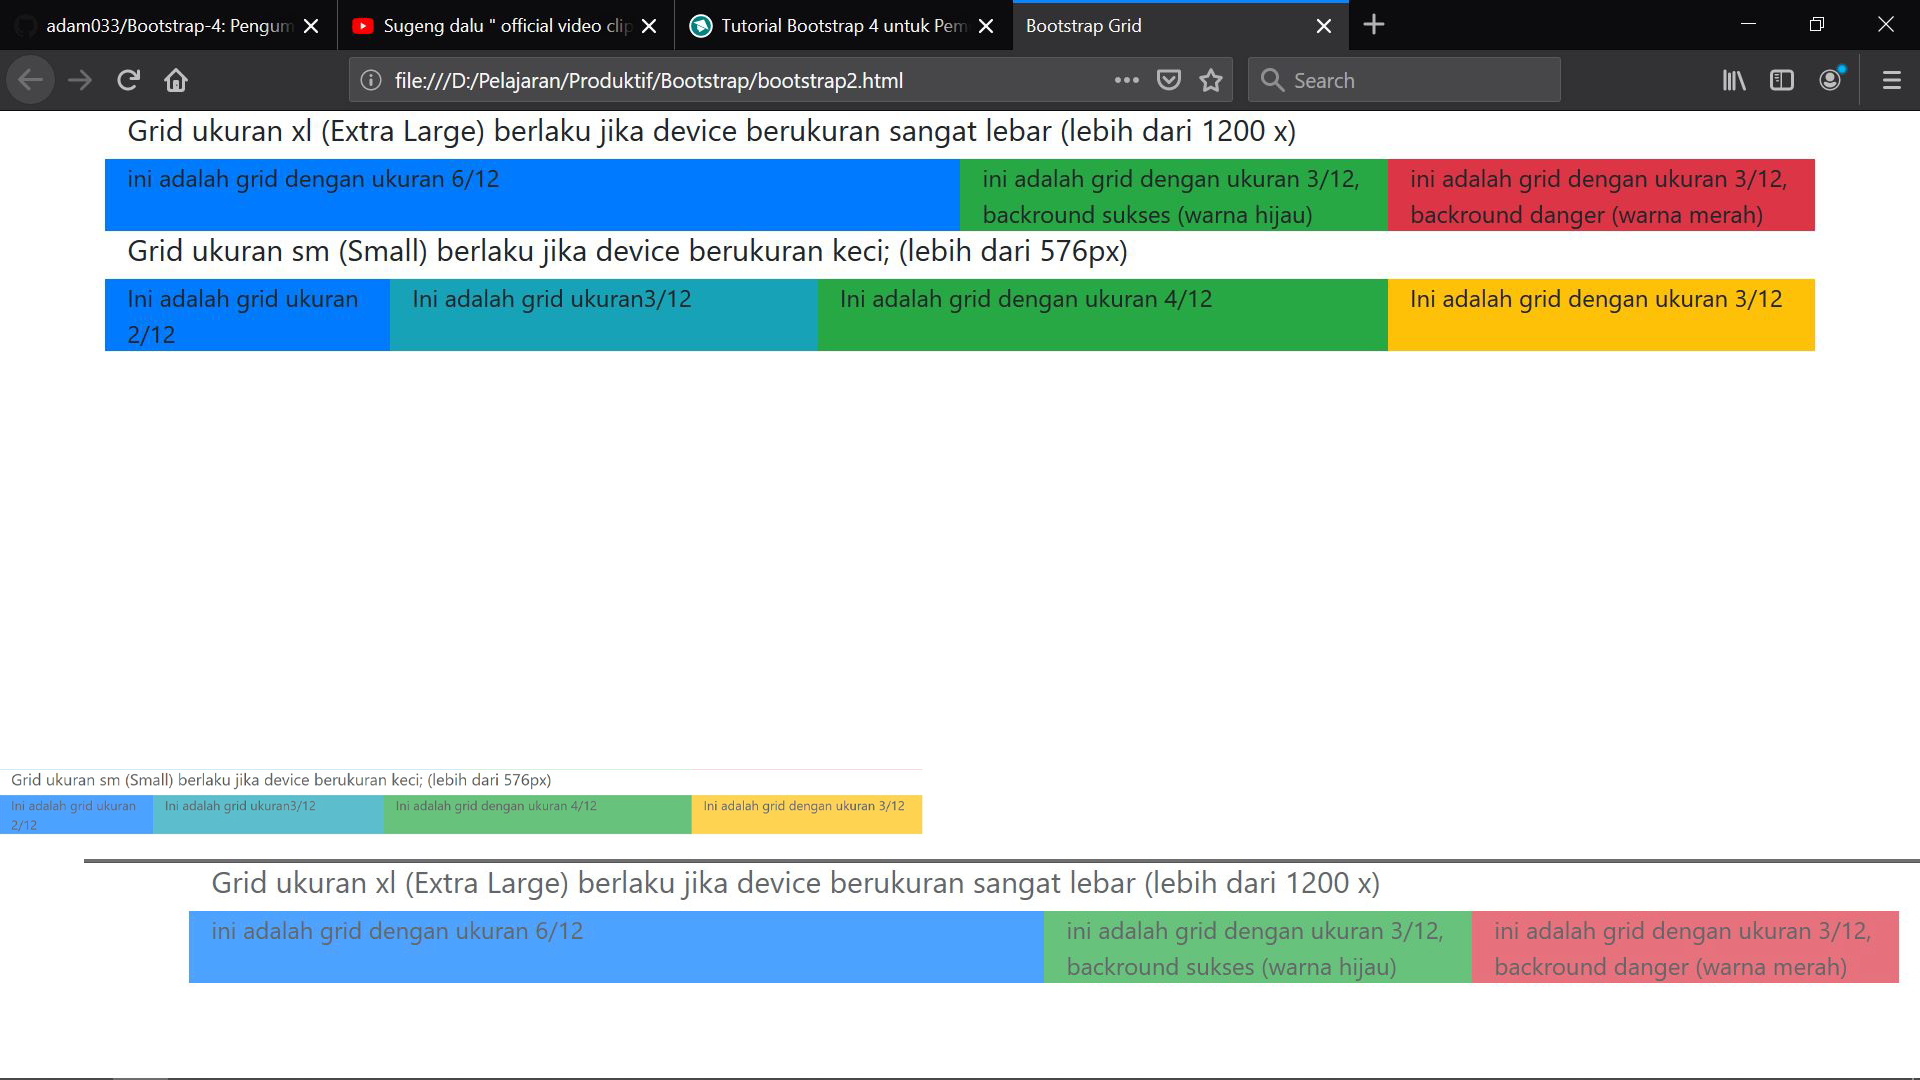 adam033/Bootstrap-4: Pengum
Sugeng dalu " official video clip
Tutorial Bootstrap 4 untuk Pem
Bootstrap Grid
file:///D:/Pelajaran/Produktif/Bootstrap/bootstrap2.html
Search
Grid ukuran xl (Extra Large) berlaku jika device berukuran sangat lebar (lebih dari 1200 x)
ini adalah grid dengan ukuran 6/12
ini adalah grid dengan ukuran 3/12,
backround sukses (warna hijau)
ini adalah grid dengan ukuran 3/12,
backround danger (warna merah)
Grid ukuran sm (Small) berlaku jika device berukuran keci; (lebih dari 576px)
Ini adalah grid ukuran
2/12
Ini adalah grid ukuran3/12
Ini adalah grid dengan ukuran 4/12
Ini adalah grid dengan ukuran 3/12
Grid ukuran sm (Small) berlaku jika device berukuran keci; (lebih dari 576px)
Ini adalah grid ukuran
2/12
Ini adalah grid ukuran3/12
Ini adalah grid dengan ukuran 4/12
Ini adalah grid dengan ukuran 3/12
Grid ukuran xl (Extra Large) berlaku jika device berukuran sangat lebar (lebih dari 1200 x)
ini adalah grid dengan ukuran 6/12
ini adalah grid dengan ukuran 3/12,
backround sukses (warna hijau)
ini adalah grid dengan ukuran 3/12,
backround danger (warna merah)